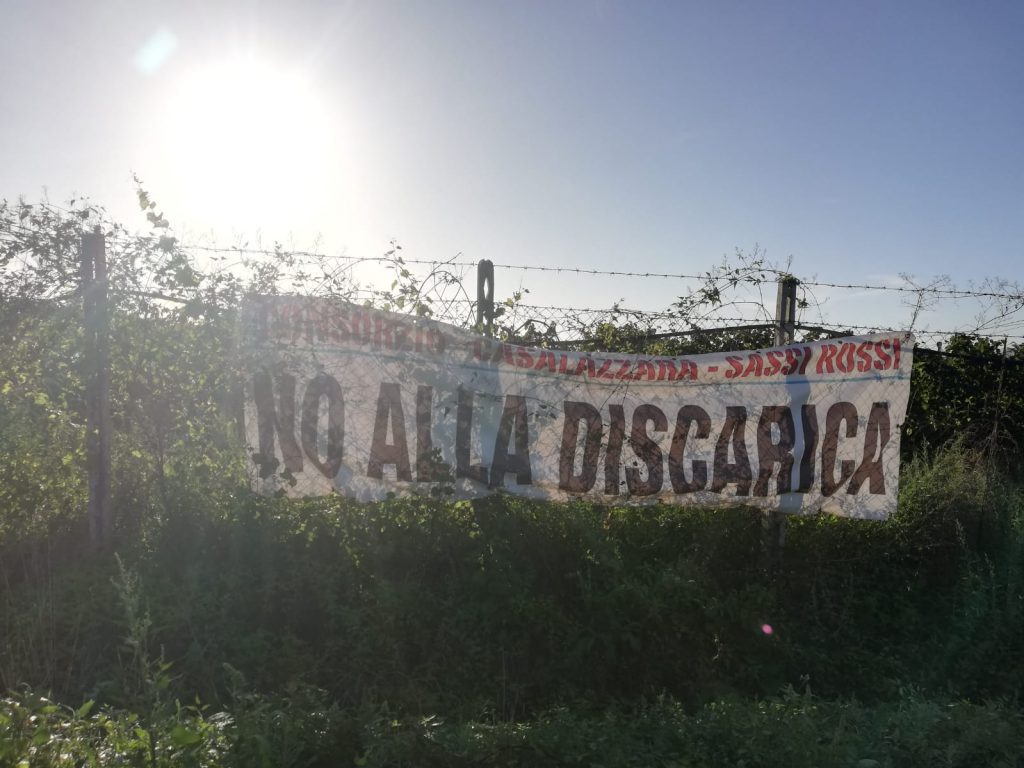 CONSORZIO - CASALAZZARA - SASSI ROSSI
NO ALLA DISCARICA